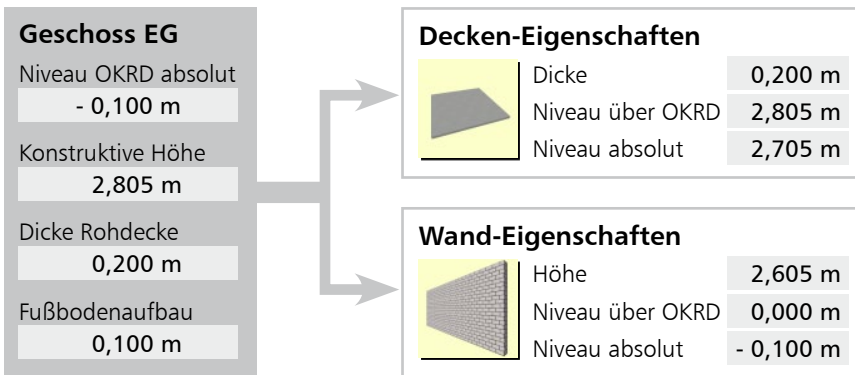 Geschoss EG
Niveau OKRD absolut
- 0,100 m
Konstruktive Höhe
2,805 m
Dicke Rohdecke
0,200 m
Fußbodenaufbau
0,100 m
Decken-Eigenschaften
Dicke 0,200 m
Niveau über OKRD 2,805 m
Niveau absolut 2,705 m
Wand-Eigenschaften
Höhe 2,605 m
Niveau über OKRD 0,000 m
Niveau absolut - 0,100 m